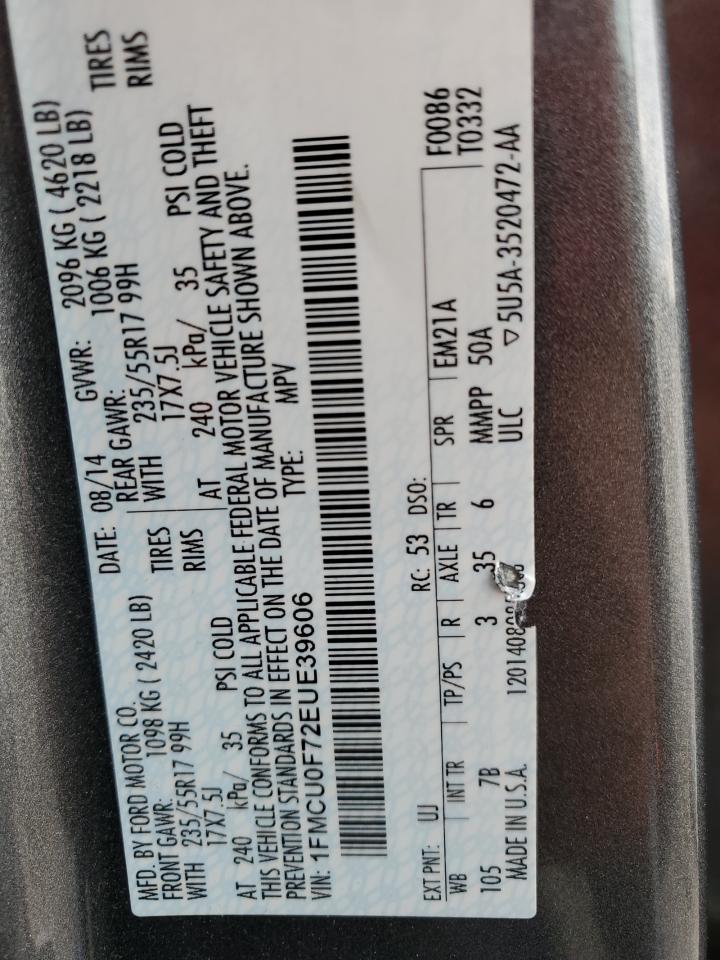 MFD. BY FORD MOTOR CO.
DATE: 08/14 GVWR: 2096 KG ( 4620 LB)
FRONT GAWR: 1098 KG ( 2420 LB)
REAR GAWR: 1006 KG ( 2218 LB)
WITH 235/55R17 99H TIRES
WITH 235/55R17 99H TIRES
17X7.5J RIMS
17X7.5J RIMS
AT 240 kPa/ 35 PSI COLD
AT 240 kPa/ 35 PSI COLD
THIS VEHICLE CONFORMS TO ALL APPLICABLE FEDERAL MOTOR VEHICLE SAFETY AND THEFT
PREVENTION STANDARDS IN EFFECT ON THE DATE OF MANUFACTURE SHOWN ABOVE.
VIN: 1FMCU0F72EUE39606 TYPE: MPV
EXT PNT: UJ RC: 53 DSO: F0086
WB INT TR TP/PS R AXLE TR SPR EM21A T0332
105 7B 3 35 6 MMPP 50A
MADE IN U.S.A. ULC ▽ 5U5A-3520472-AA